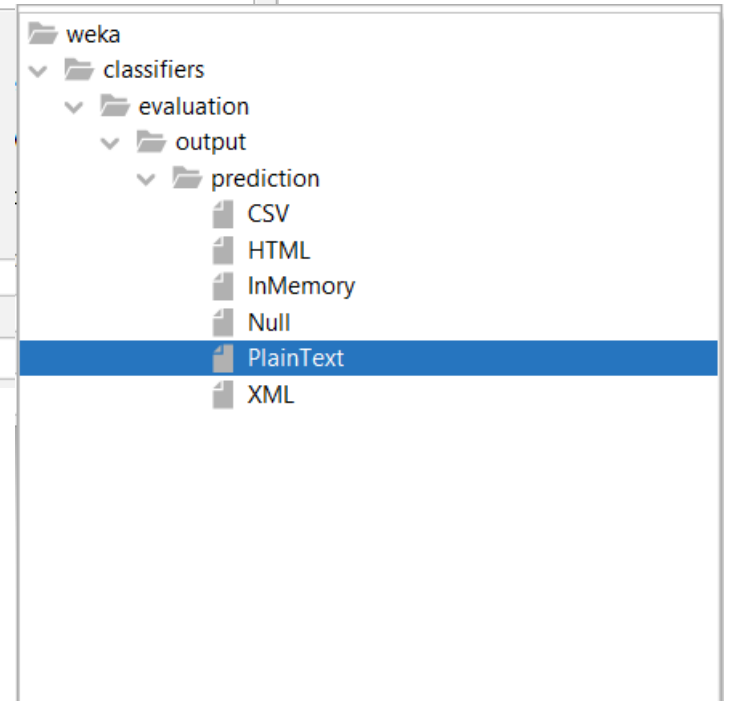 weka
classifiers
evaluation
output
prediction
CSV
HTML
InMemory
Null
PlainText
XML